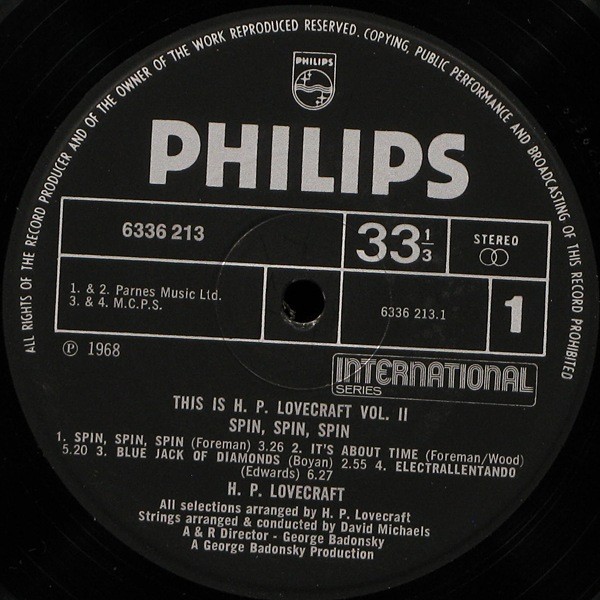 ALL RIGHTS OF THE RECORD PRODUCER AND OF THE OWNER OF THE WORK REPRODUCED RESERVED. COPYING, PUBLIC PERFORMANCE AND BROADCASTING OF THIS RECORD PROHIBITED
PHILIPS
PHILIPS
6336 213
33 1/3
STEREO
1. & 2. Parnes Music Ltd.
3. & 4. M.C.P.S.
6336 213.1
1
℗ 1968
INTERNATIONAL
SERIES
THIS IS H. P. LOVECRAFT VOL. II
SPIN, SPIN, SPIN
1. SPIN, SPIN, SPIN (Foreman) 3.26 2. IT'S ABOUT TIME (Foreman/Wood)
5.20 3. BLUE JACK OF DIAMONDS (Boyan) 2.55 4. ELECTRALLENTANDO
(Edwards) 6.27
H. P. LOVECRAFT
All selections arranged by H. P. Lovecraft
Strings arranged & conducted by David Michaels
A & R Director - George Badonsky
A George Badonsky Production